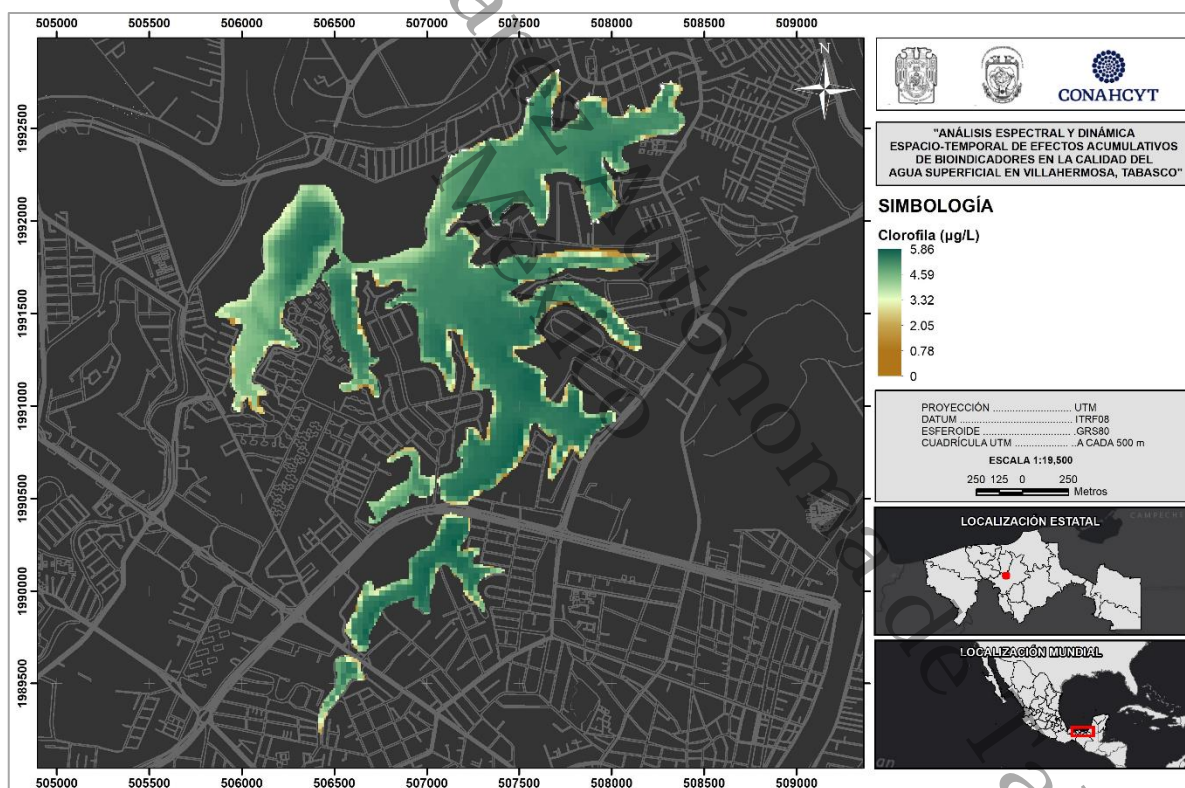 505000 505500 506000 506500 507000 507500 508000 508500 509000
1992500
1992000
1991500
1991000
1990500
1990000
1989500
N
CONAHCYT
"ANÁLISIS ESPECTRAL Y DINÁMICA
ESPACIO-TEMPORAL DE EFECTOS ACUMULATIVOS
DE BIOINDICADORES EN LA CALIDAD DEL
AGUA SUPERFICIAL EN VILLAHERMOSA, TABASCO"
SIMBOLOGÍA
Clorofila (µg/L)
5.86
4.59
3.32
2.05
0.78
0
PROYECCIÓN ........................ UTM
DATUM ................................ ITRF08
ESFEROIDE ......................... GRS80
CUADRÍCULA UTM ................ A CADA 500 m
ESCALA 1:19,500
250 125 0 250
Metros
LOCALIZACIÓN ESTATAL
CAMPECHE
LOCALIZACIÓN MUNDIAL
505000 505500 506000 506500 507000 507500 508000 508500 509000
Autónoma de
México